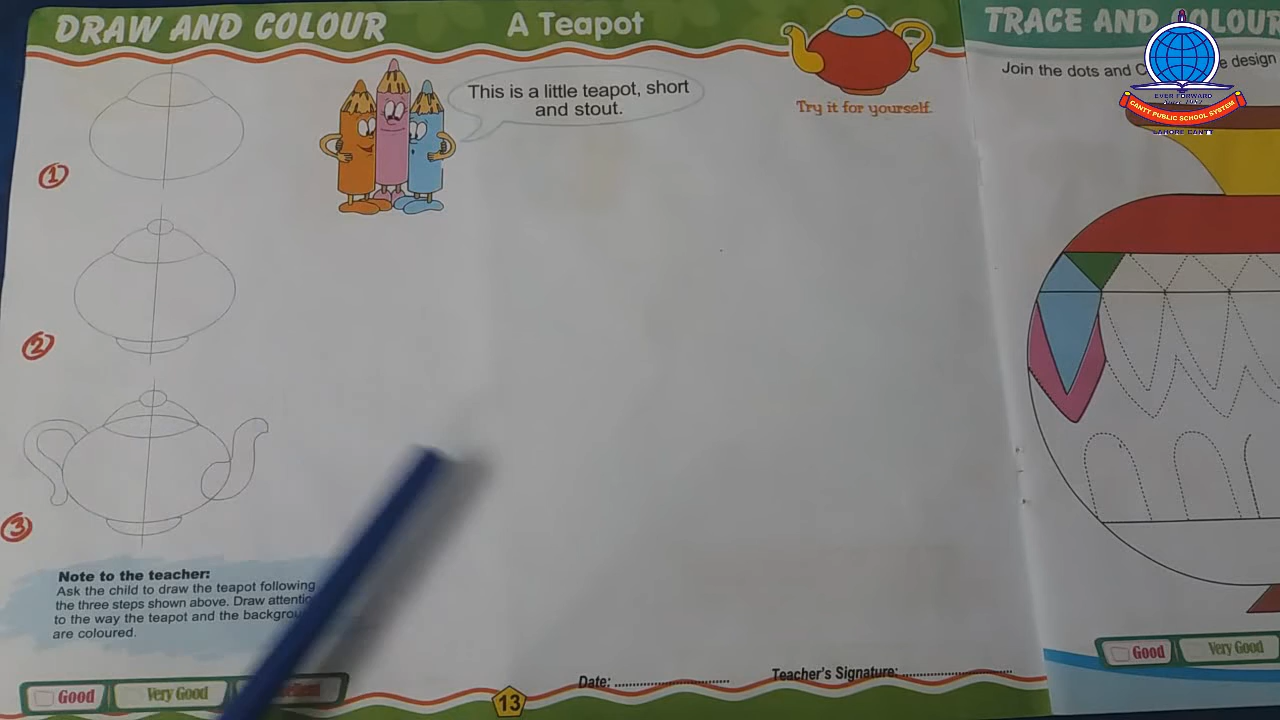 DRAW AND COLOUR
A Teapot
This is a little teapot, short
and stout.
Try it for yourself.
1
2
3
Note to the teacher:
Ask the child to draw the teapot following
the three steps shown above. Draw
to the way the teapot and the
are coloured.
Good
Very Good
13
Date:
Teacher's Signature:
TRACE AND
Join the dots and
design
EVER FORWARD
CANTT PUBLIC SCHOOL SYSTEM
LAHORE CANTT
Good
Very Good